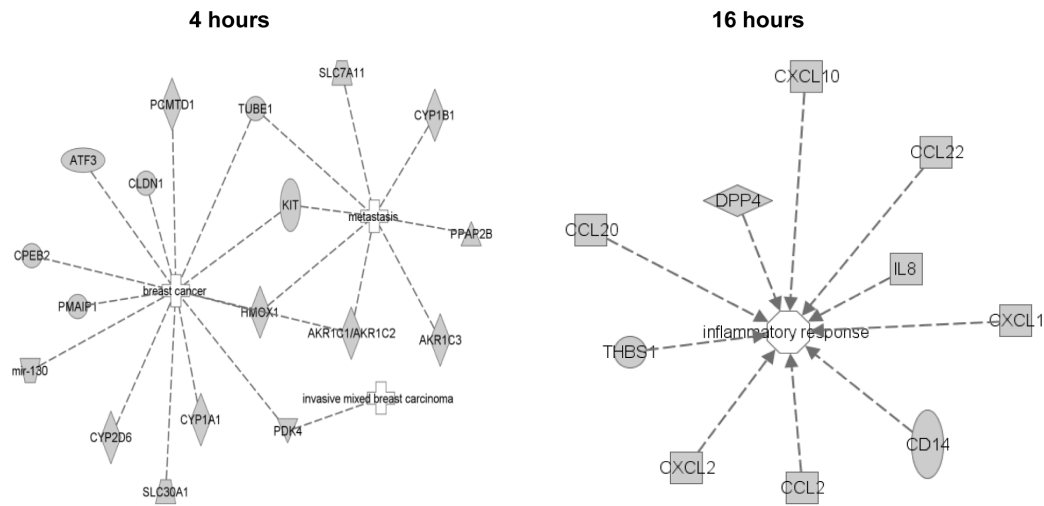 4 hours
16 hours
SLC7A11
PCMTD1
TUBE1
CYP1B1
ATF3
CLDN1
KIT
metastasis
PPAP2B
CPEB2
breast cancer
PMAIP1
HMOX1
AKR1C1/AKR1C2
AKR1C3
mir-130
invasive mixed breast carcinoma
CYP1A1
PDK4
CYP2D6
SLC30A1
CXCL10
CCL22
DPP4
CCL20
IL8
CXCL1
inflammatory response
THBS1
CD14
CXCL2
CCL2